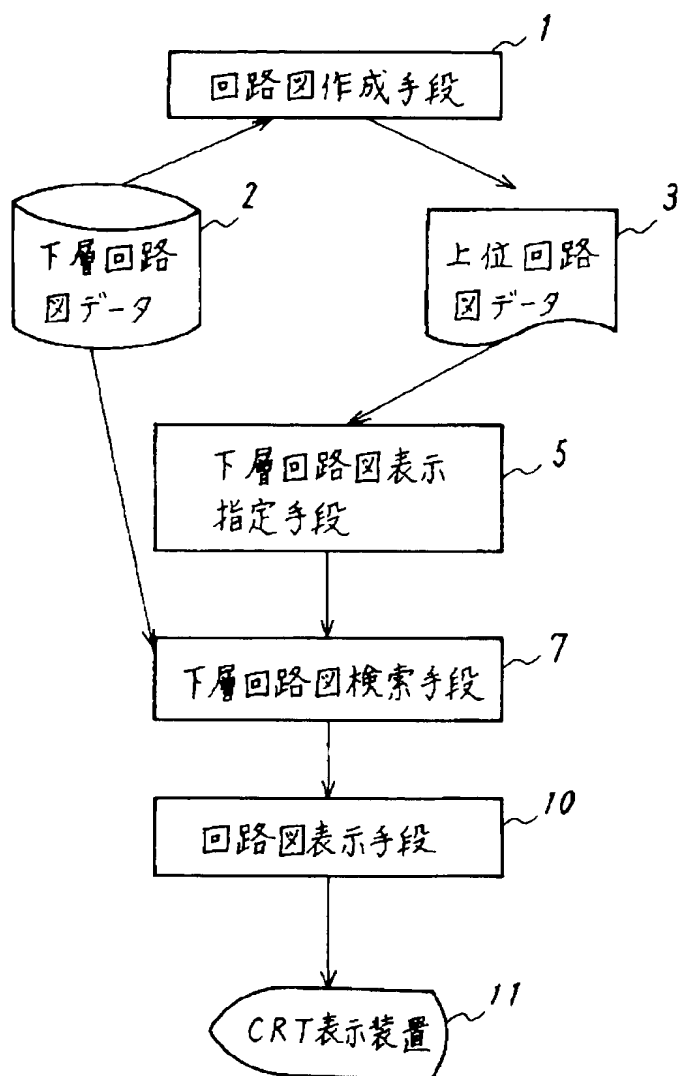 1
回路図作成手段
2
下層回路
図データ
3
上位回路
図データ
5
下層回路図表示
指定手段
7
下層回路図検索手段
10
回路図表示手段
11
CRT表示装置